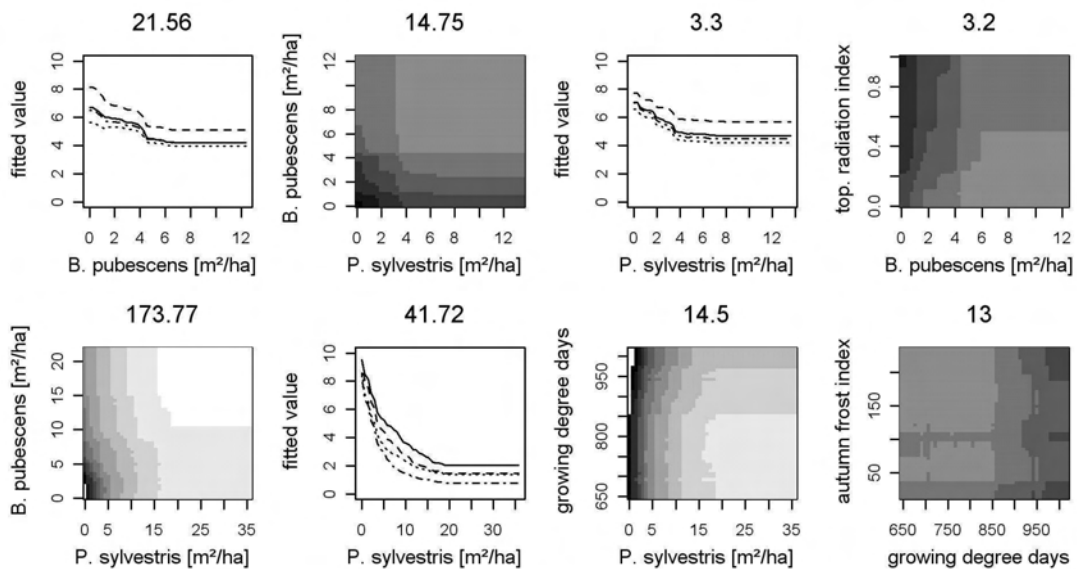 21.56
14.75
3.3
3.2
fitted value
0 2 4 6 8 10
0 2 4 8 12
B. pubescens [m²/ha]
B. pubescens [m²/ha]
0 2 4 6 8 12
0 2 4 8 12
P. sylvestris [m²/ha]
fitted value
0 2 4 6 8 10
0 2 4 6 8 12
P. sylvestris [m²/ha]
top. radiation index
0.0 0.4 0.8
0 2 4 8 12
B. pubescens [m²/ha]
173.77
41.72
14.5
13
B. pubescens [m²/ha]
0 5 10 15 20
0 5 15 25 35
P. sylvestris [m²/ha]
fitted value
0 2 4 6 8 10
0 10 20 30
P. sylvestris [m²/ha]
growing degree days
650 800 950
0 5 15 25 35
P. sylvestris [m²/ha]
autumn frost index
50 150
650 750 850 950
growing degree days